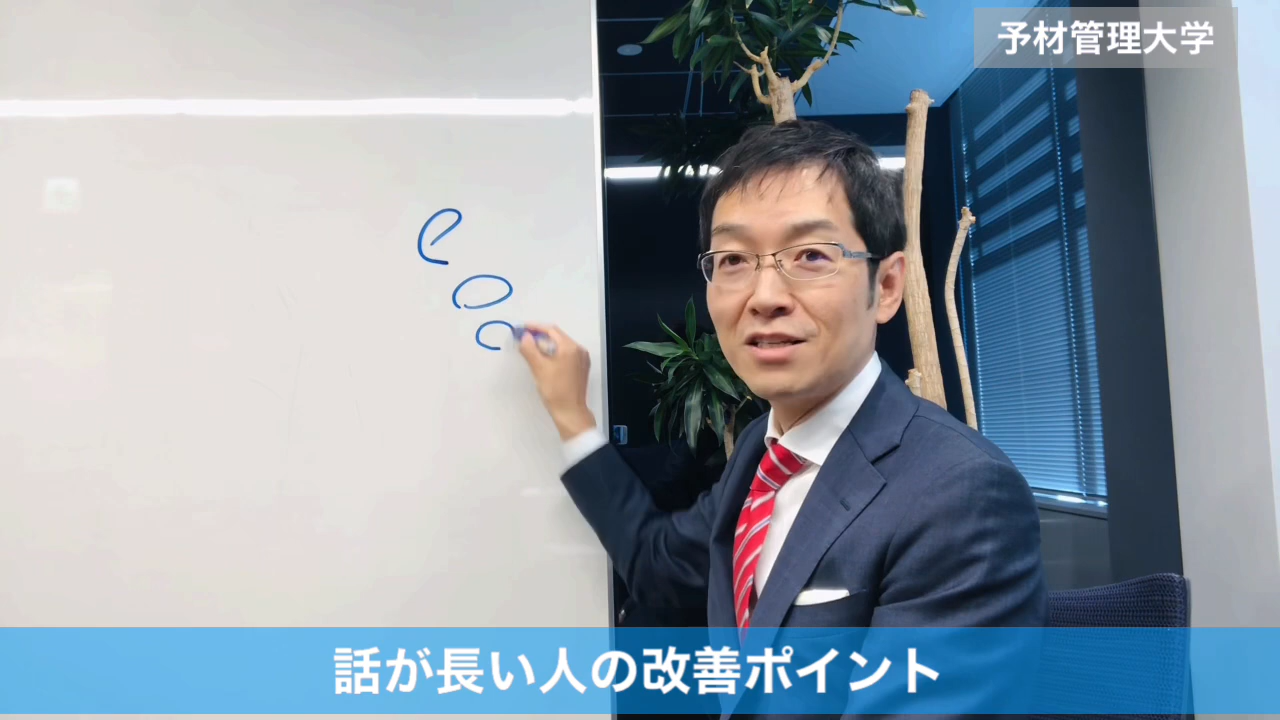 予材管理大学
話が長い人の改善ポイント